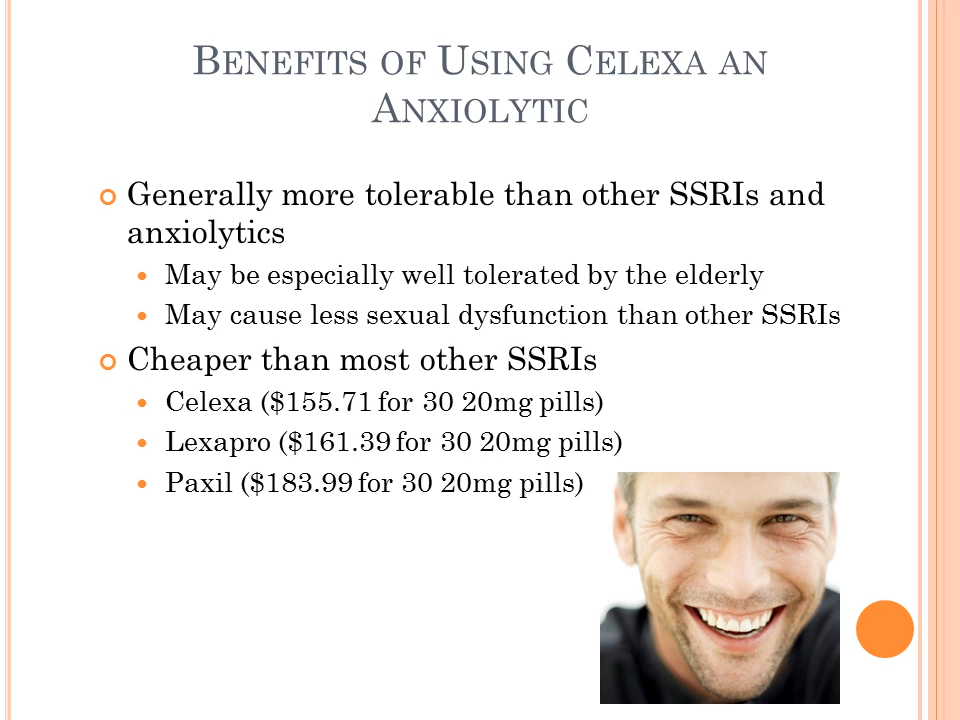 BENEFITS OF USING CELEXA AN
ANXIOLYTIC
Generally more tolerable than other SSRIs and
anxiolytics
May be especially well tolerated by the elderly
May cause less sexual dysfunction than other SSRIs
Cheaper than most other SSRIs
Celexa ($155.71 for 30 20mg pills)
Lexapro ($161.39 for 30 20mg pills)
Paxil ($183.99 for 30 20mg pills)